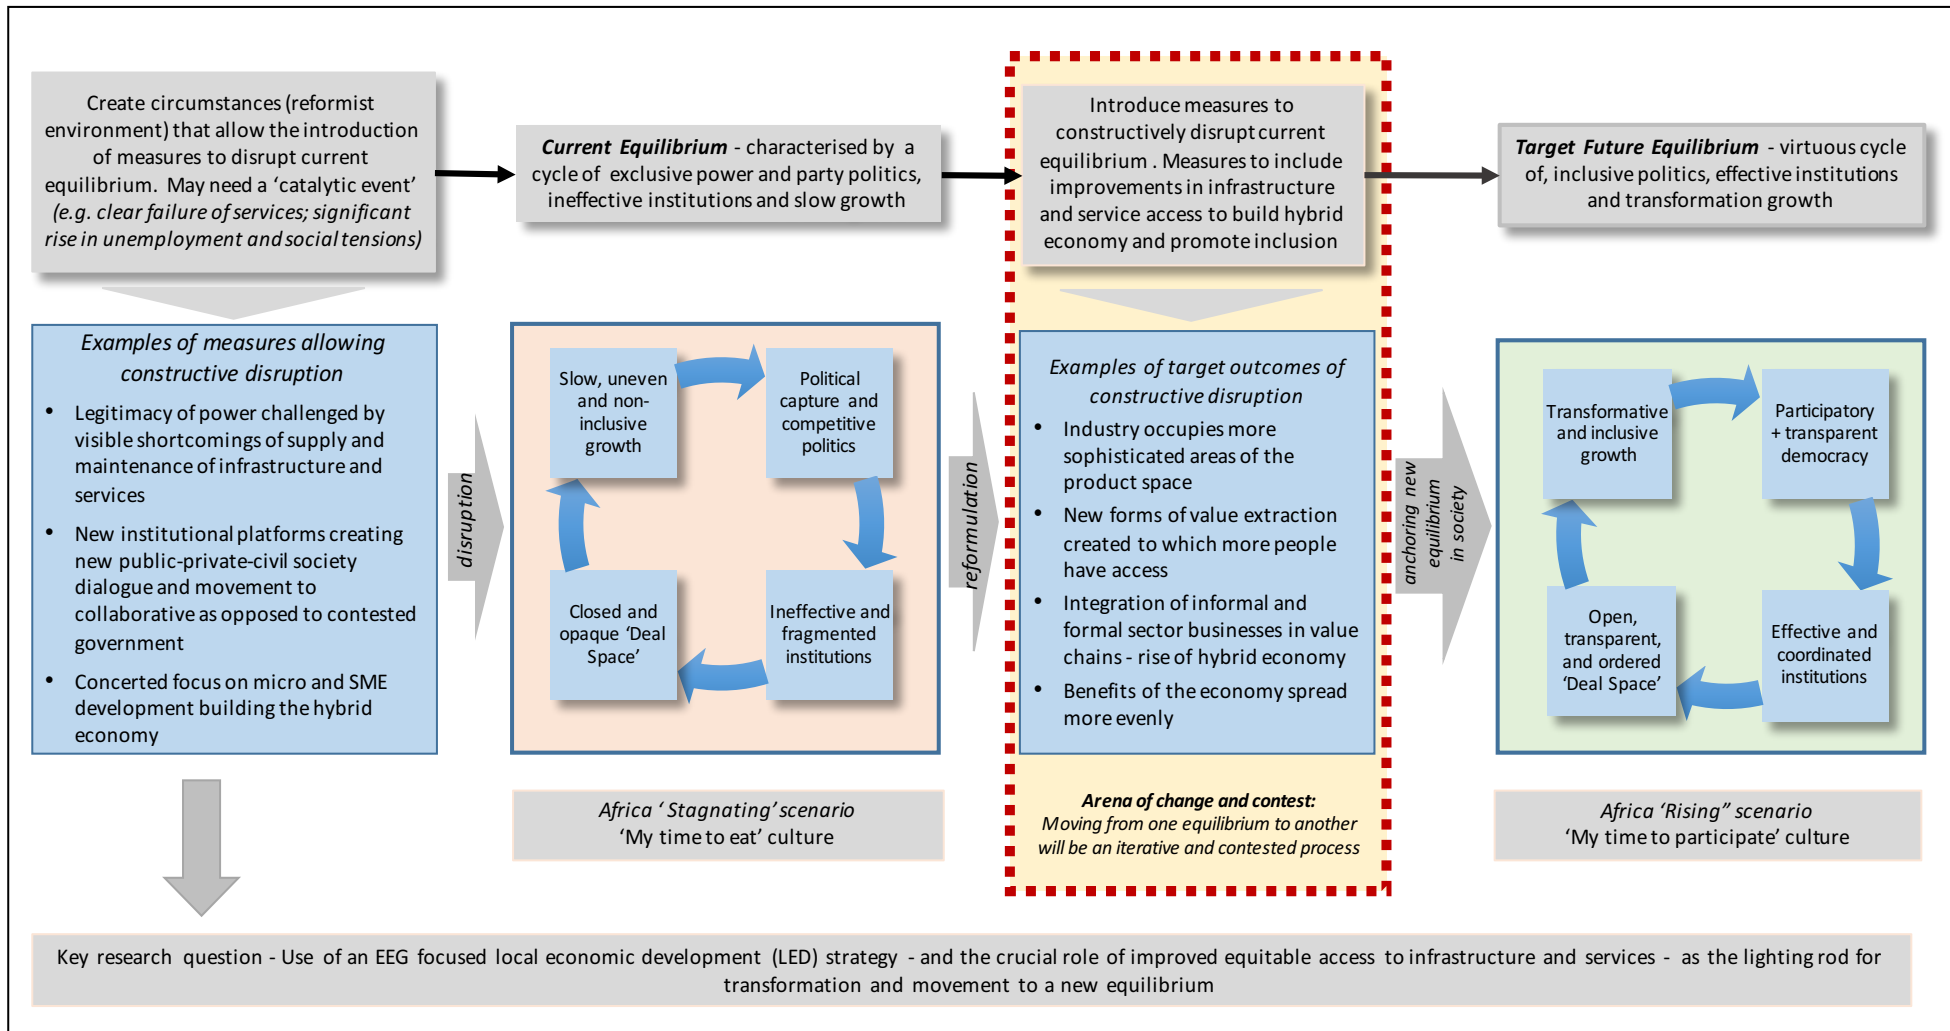 Create circumstances (reformist
environment) that allow the introduction
of measures to disrupt current
equilibrium. May need a ‘catalytic event’
(e.g. clear failure of services; significant
rise in unemployment and social tensions)
Current Equilibrium - characterised by a
cycle of exclusive power and party politics,
ineffective institutions and slow growth
Introduce measures to
constructively disrupt current
equilibrium . Measures to include
improvements in infrastructure
and service access to build hybrid
economy and promote inclusion
Target Future Equilibrium - virtuous cycle
of, inclusive politics, effective institutions
and transformation growth
Examples of measures allowing
constructive disruption
• Legitimacy of power challenged by
visible shortcomings of supply and
maintenance of infrastructure and
services
• New institutional platforms creating
new public-private-civil society
dialogue and movement to
collaborative as opposed to contested
government
• Concerted focus on micro and SME
development building the hybrid
economy
disruption
Slow, uneven
and non-
inclusive
growth
Political
capture and
competitive
politics
Closed and
opaque ‘Deal
Space’
Ineffective and
fragmented
institutions
Africa ‘ Stagnating’ scenario
‘My time to eat’ culture
reformulation
Examples of target outcomes of
constructive disruption
• Industry occupies more
sophisticated areas of the
product space
• New forms of value extraction
created to which more people
have access
• Integration of informal and
formal sector businesses in value
chains - rise of hybrid economy
• Benefits of the economy spread
more evenly
Arena of change and contest:
Moving from one equilibrium to another
will be an iterative and contested process
anchoring new
equilibrium
in society
Transformative
and inclusive
growth
Participatory
+ transparent
democracy
Open,
transparent,
and ordered
‘Deal Space’
Effective and
coordinated
institutions
Africa ‘Rising” scenario
‘My time to participate’ culture
Key research question - Use of an EEG focused local economic development (LED) strategy - and the crucial role of improved equitable access to infrastructure and services - as the lighting rod for
transformation and movement to a new equilibrium